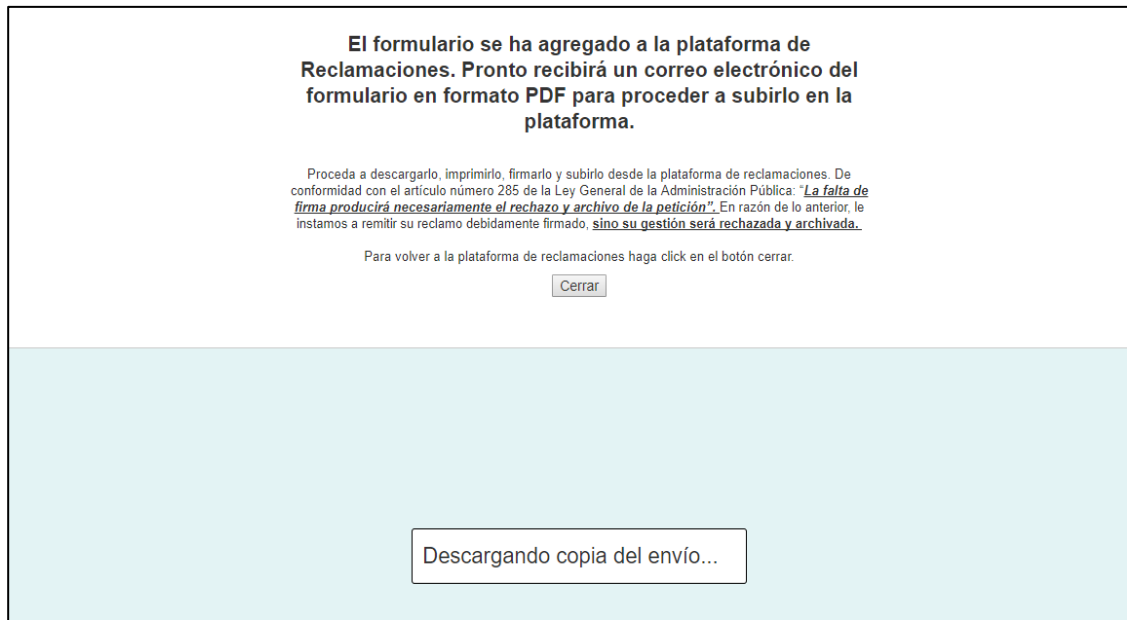 El formulario se ha agregado a la plataforma de
Reclamaciones. Pronto recibirá un correo electrónico del
formulario en formato PDF para proceder a subirlo en la
plataforma.
Proceda a descargarlo, imprimirlo, firmarlo y subirlo desde la plataforma de reclamaciones. De
conformidad con el artículo número 285 de la Ley General de la Administración Pública: “La falta de
firma producirá necesariamente el rechazo y archivo de la petición”. En razón de lo anterior, le
instamos a remitir su reclamo debidamente firmado, sino su gestión será rechazada y archivada.
Para volver a la plataforma de reclamaciones haga click en el botón cerrar.
Cerrar
Descargando copia del envío...